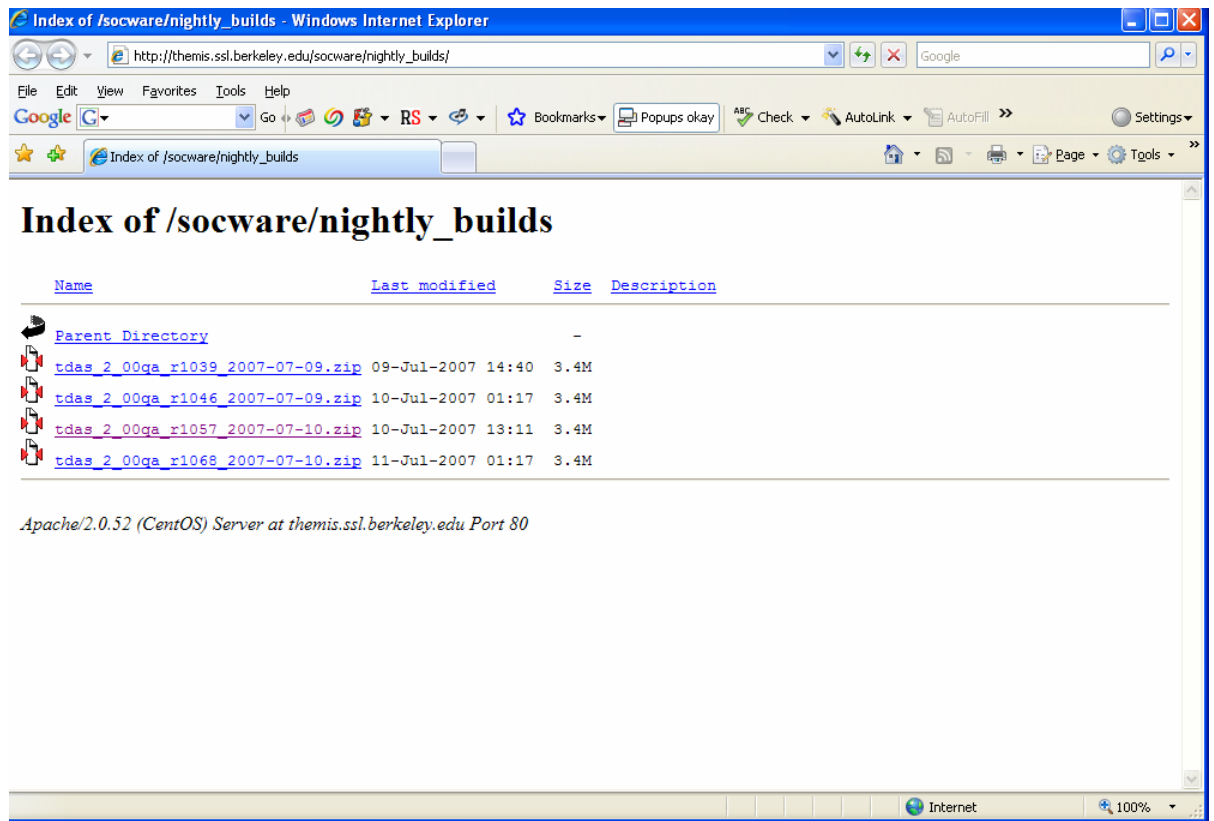 Index of /socware/nightly_builds - Windows Internet Explorer
http://themis.ssl.berkeley.edu/socware/nightly_builds/ Google
File Edit View Favorites Tools Help
Google G Go RS Bookmarks Popups okay ABC Check AutoLink AutoFill » Settings
Index of /socware/nightly_builds Page Tools »
Index of /socware/nightly_builds
Name Last modified Size Description
Parent Directory -
tdas_2_00qa_r1039_2007-07-09.zip 09-Jul-2007 14:40 3.4M
tdas_2_00qa_r1046_2007-07-09.zip 10-Jul-2007 01:17 3.4M
tdas_2_00qa_r1057_2007-07-10.zip 10-Jul-2007 13:11 3.4M
tdas_2_00qa_r1068_2007-07-10.zip 11-Jul-2007 01:17 3.4M
Apache/2.0.52 (CentOS) Server at themis.ssl.berkeley.edu Port 80
Internet 100%